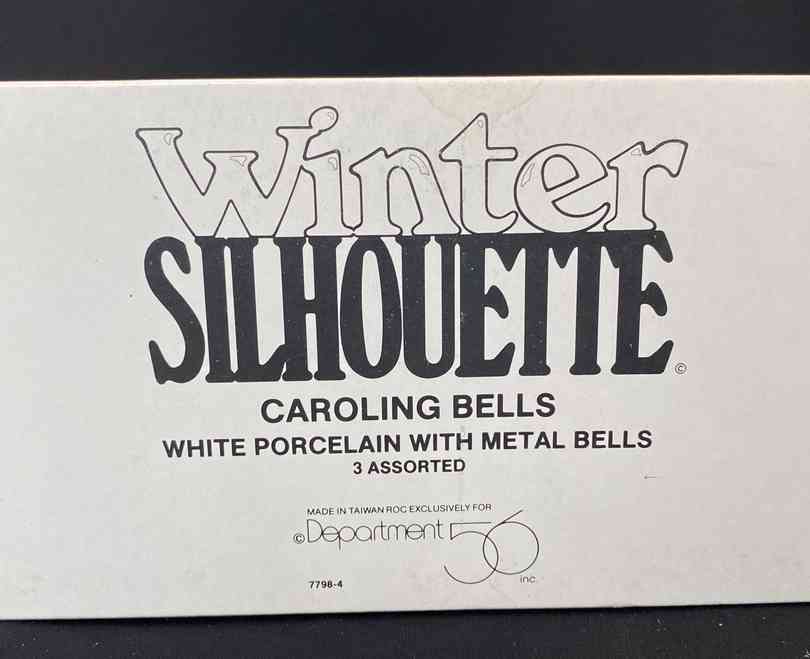 Winter
SILHOUETTE ©
CAROLING BELLS
WHITE PORCELAIN WITH METAL BELLS
3 ASSORTED
MADE IN TAIWAN ROC EXCLUSIVELY FOR
©Department 56 inc.
7798-4